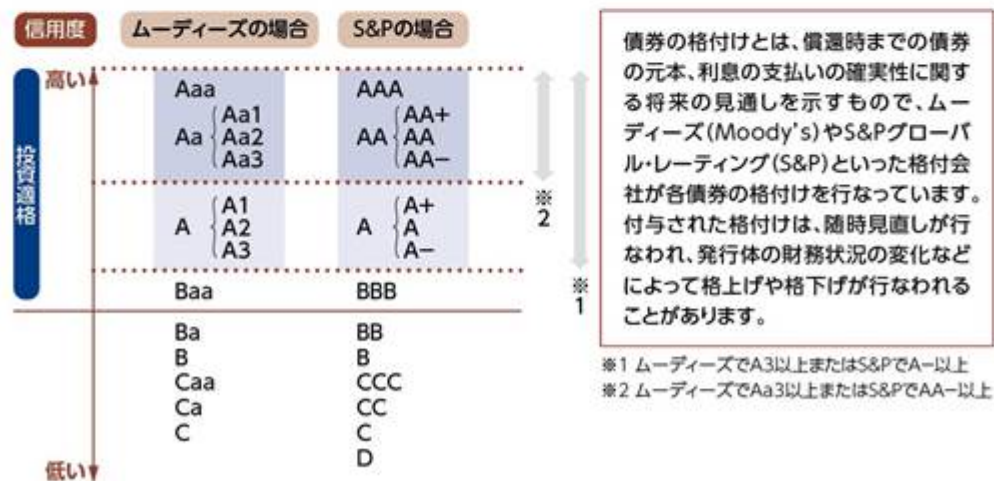 信用度 ムーディーズの場合 S&Pの場合
高い
投資適格
Aaa AAA
Aa Aa1 Aa2 Aa3 AA AA+ AA AA−
A A1 A2 A3 A A+ A A−
Baa BBB
Ba BB
B B
Caa CCC
Ca CC
C C
D
低い
※2
※1
債券の格付けとは、償還時までの債券
の元本、利息の支払いの確実性に関す
る将来の見通しを示すもので、ムー
ディーズ(Moody's)やS&Pグローバ
ル・レーティング(S&P)といった格付会
社が各債券の格付けを行なっています。
付与された格付けは、随時見直しが行
なわれ、発行体の財務状況の変化など
によって格上げや格下げが行なわれる
ことがあります。
※1 ムーディーズでA3以上またはS&PでA−以上
※2 ムーディーズでAa3以上またはS&PでAA−以上